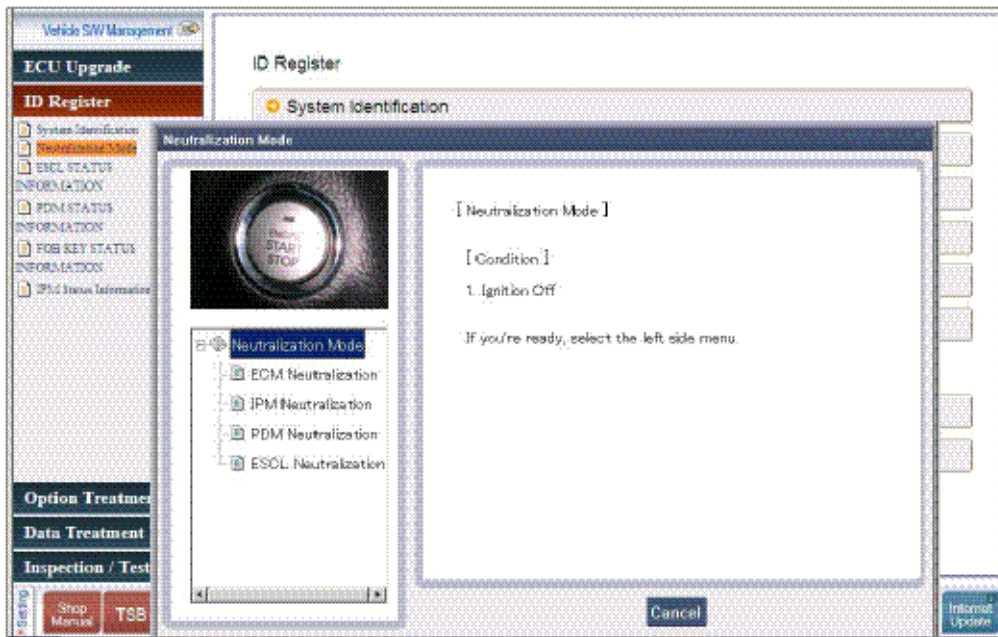 Vehicle S/W Management
ECU Upgrade
ID Register
System Identification
Neutralization Mode
ESCL STATUS
INFORMATION
PDM STATUS
INFORMATION
FOB KEY STATUS
INFORMATION
IPM Status Information
Option Treatmen
Data Treatment
Inspection / Test
Setting
Shop
Manual
TSB
ID Register
System Identification
Neutralization Mode
START
STOP
Neutralization Mode
ECM Neutralization
IPM Neutralization
PDM Neutralization
ESCL Neutralization
[ Neutralization Mode ]
[ Condition ]
1. Ignition Off
If you're ready, select the left side menu.
Cancel
Internet
Update